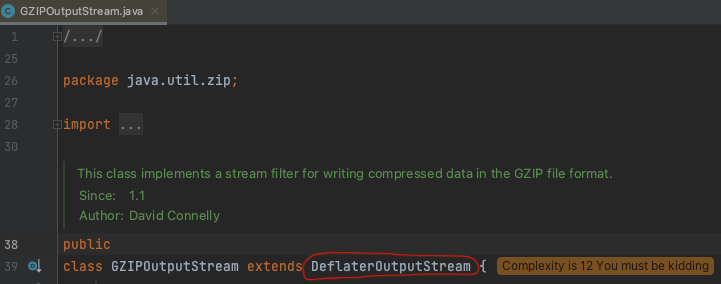 GZIPOutputStream.java ×
1 /.../
25
26 package java.util.zip;
27
28 import ...
30
This class implements a stream filter for writing compressed data in the GZIP file format.
Since: 1.1
Author: David Connelly
38 public
39 class GZIPOutputStream extends DeflaterOutputStream { Complexity is 12 You must be kidding